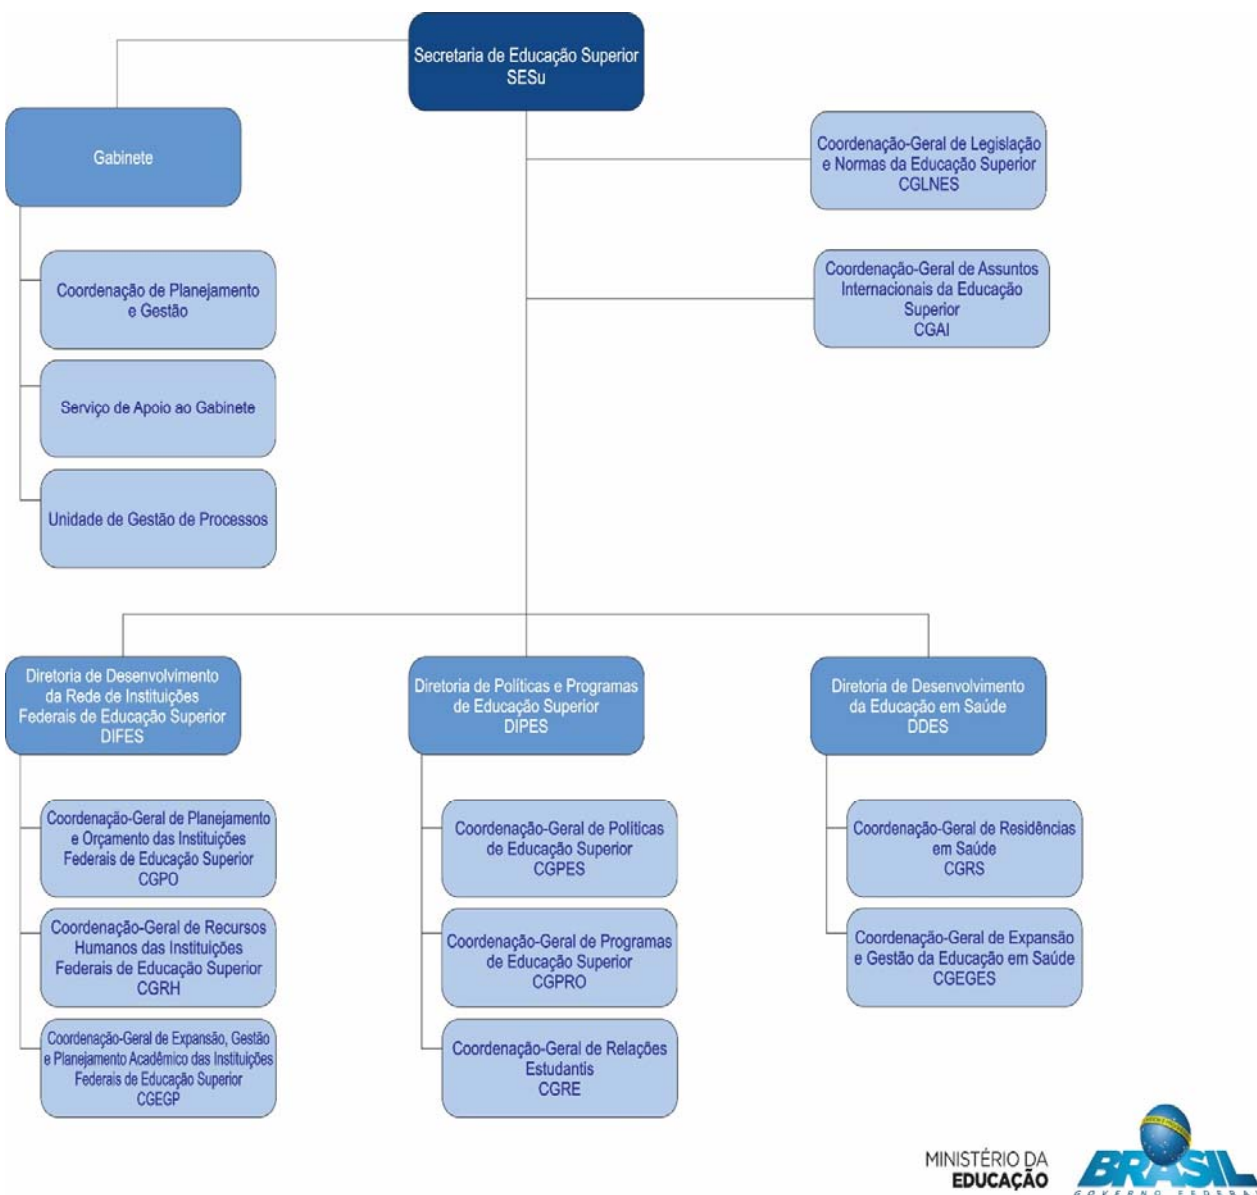 Secretaria de Educação Superior
SESu
Gabinete
Coordenação-Geral de Legislação
e Normas da Educação Superior
CGLNES
Coordenação-Geral de Assuntos
Internacionais da Educação
Superior
CGAI
Coordenação de Planejamento
e Gestão
Serviço de Apoio ao Gabinete
Unidade de Gestão de Processos
Diretoria de Desenvolvimento
da Rede de Instituições
Federais de Educação Superior
DIFES
Diretoria de Políticas e Programas
de Educação Superior
DIPES
Diretoria de Desenvolvimento
da Educação em Saúde
DDES
Coordenação-Geral de Planejamento
e Orçamento das Instituições
Federais de Educação Superior
CGPO
Coordenação-Geral de Recursos
Humanos das Instituições
Federais de Educação Superior
CGRH
Coordenação-Geral de Expansão, Gestão
e Planejamento Acadêmico das Instituições
Federais de Educação Superior
CGEGP
Coordenação-Geral de Políticas
de Educação Superior
CGPES
Coordenação-Geral de Programas
de Educação Superior
CGPRO
Coordenação-Geral de Relações
Estudantis
CGRE
Coordenação-Geral de Residências
em Saúde
CGRS
Coordenação-Geral de Expansão
e Gestão da Educação em Saúde
CGEGES
MINISTÉRIO DA
EDUCAÇÃO
BRASIL
GOVERNO FEDERA